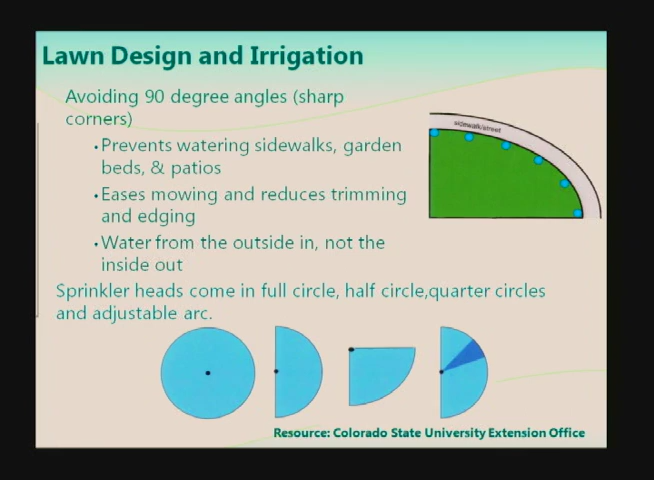 Lawn Design and Irrigation
Avoiding 90 degree angles (sharp
corners)
•Prevents watering sidewalks, garden
beds, & patios
•Eases mowing and reduces trimming
and edging
•Water from the outside in, not the
inside out
sidewalk/street
Sprinkler heads come in full circle, half circle,quarter circles
and adjustable arc.
Resource: Colorado State University Extension Office